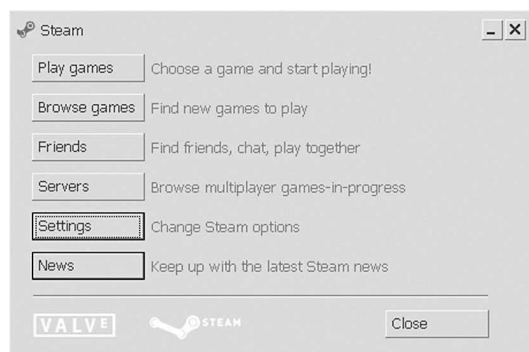 Steam
Play games Choose a game and start playing!
Browse games Find new games to play
Friends Find friends, chat, play together
Servers Browse multiplayer games-in-progress
Settings Change Steam options
News Keep up with the latest Steam news
VALVE STEAM Close